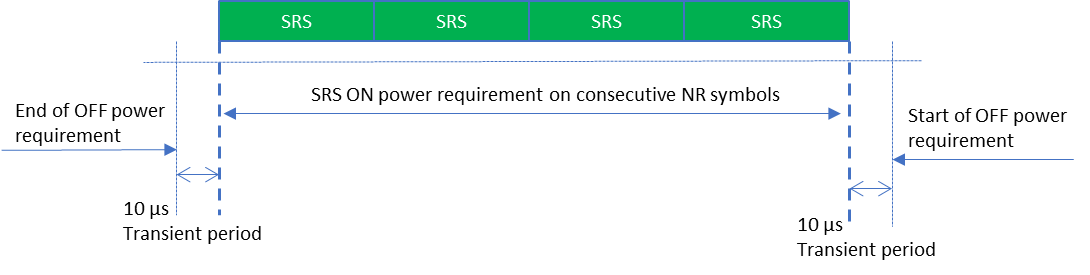 SRS SRS SRS SRS
SRS ON power requirement on consecutive NR symbols
End of OFF power
requirement
Start of OFF power
requirement
10 µs
Transient period
10 µs
Transient period